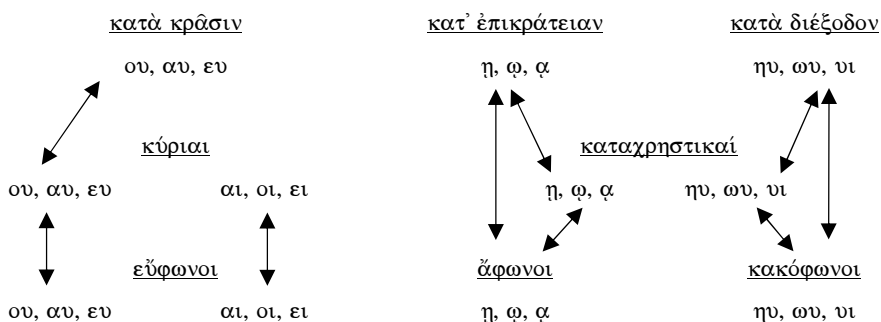 κατὰ κρᾶσιν κατ’ ἐπικράτειαν κατὰ διέξοδον
ου, αυ, ευ ῃ, ῳ, ᾳ ηυ, ωυ, υι
κύριαι καταχρηστικαί
ου, αυ, ευ αι, οι, ει ῃ, ῳ, ᾳ ηυ, ωυ, υι
εὔφωνοι ἄφωνοι κακόφωνοι
ου, αυ, ευ αι, οι, ει ῃ, ῳ, ᾳ ηυ, ωυ, υι